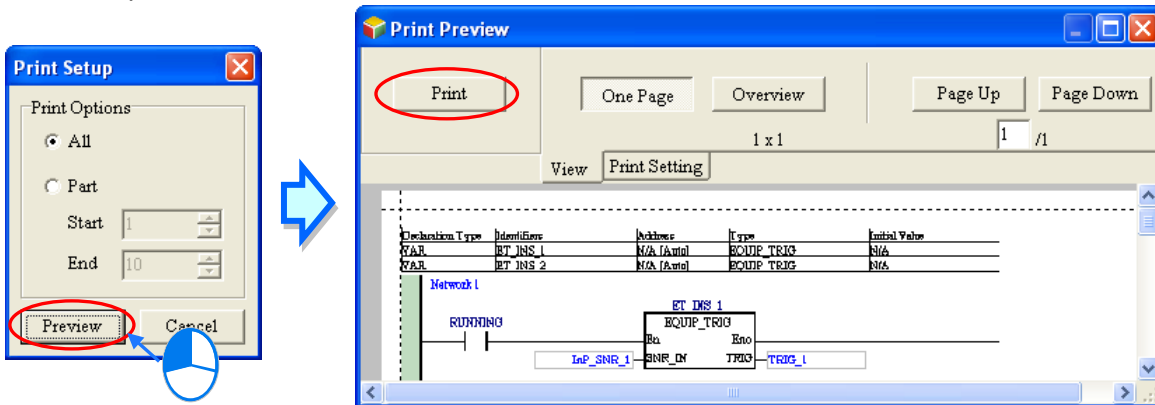 Print Setup
Print Options
All
Part
Start 1
End 10
Preview Cancel
Print Preview
Print One Page Overview Page Up Page Down
1 x 1 1 /1
View Print Setting
Declaration Type Identifiers Address Type Initial Value
VAR ET_INS_1 N/A [Auto] EQUIP_TRIG N/A
VAR ET_INS_2 N/A [Auto] EQUIP_TRIG N/A
Network 1
ET_INS_1
RUNNING EQUIP_TRIG
En Eno
InP_SNR_1 SNR_IN TRIG TRIG_1